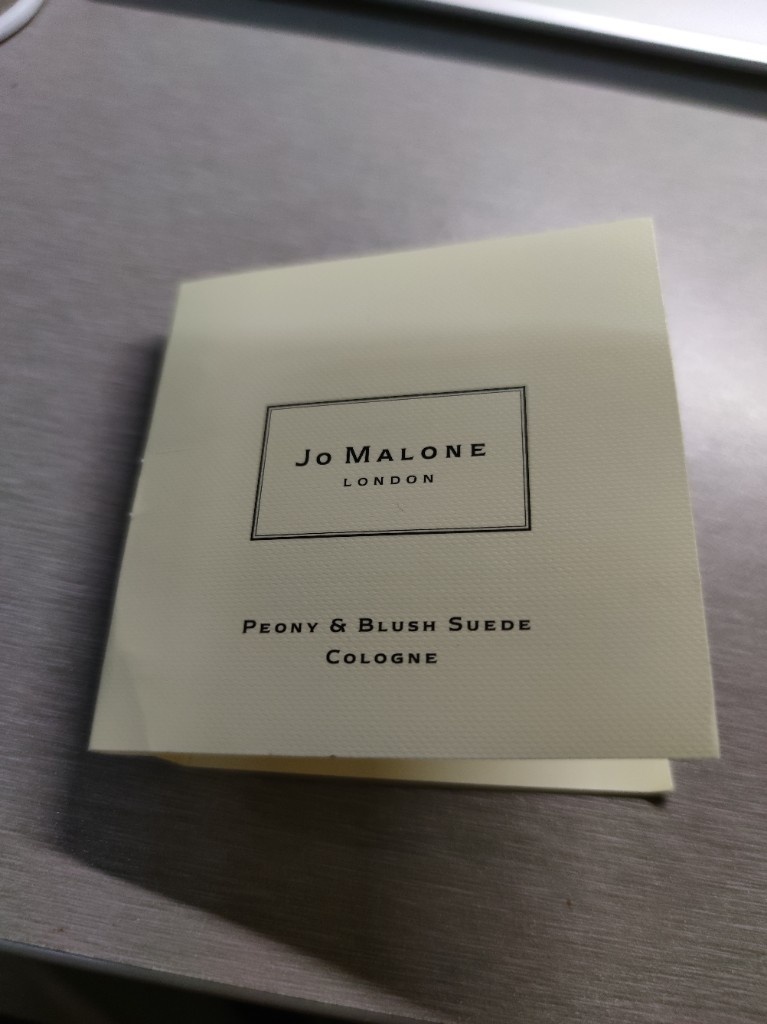 Jo Malone
LONDON
Peony & Blush Suede
Cologne